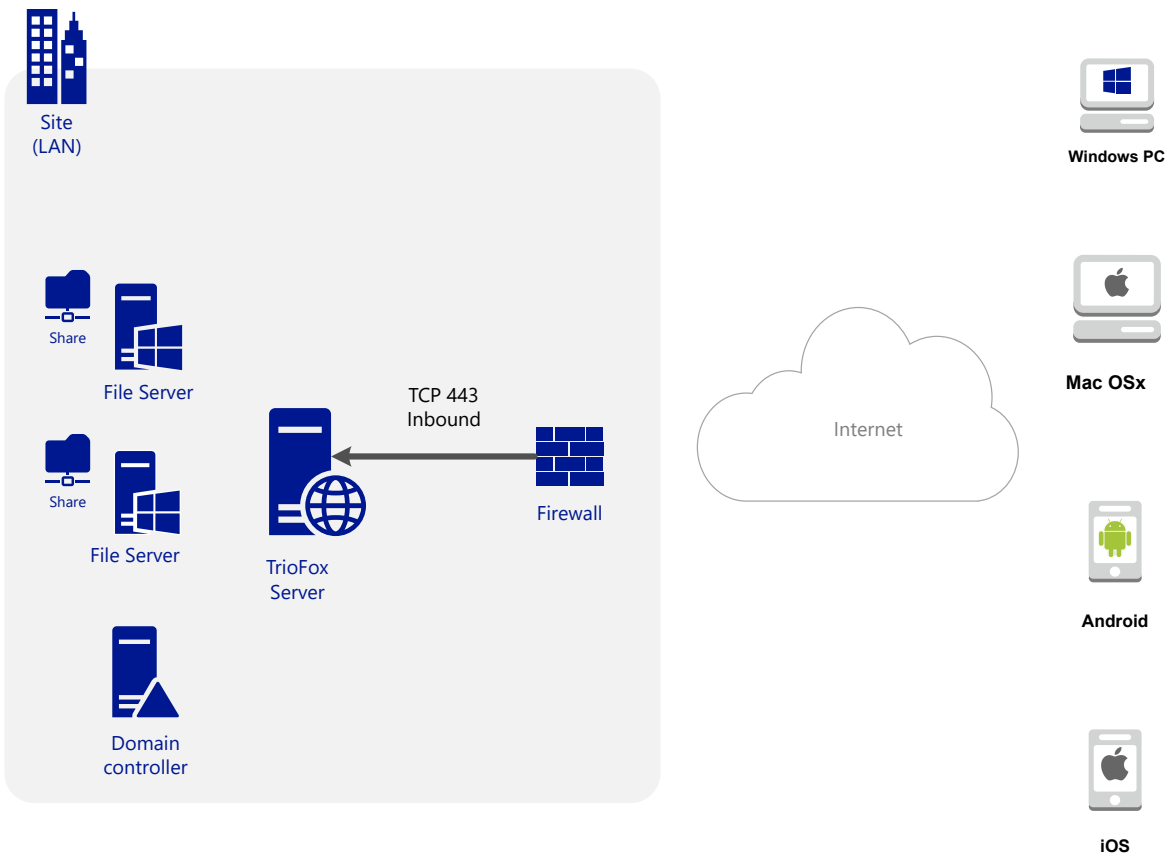 Site
(LAN)
Share
File Server
Share
File Server
Domain
controller
TrioFox
Server
TCP 443
Inbound
Firewall
Internet
Windows PC
Mac OSx
Android
iOS